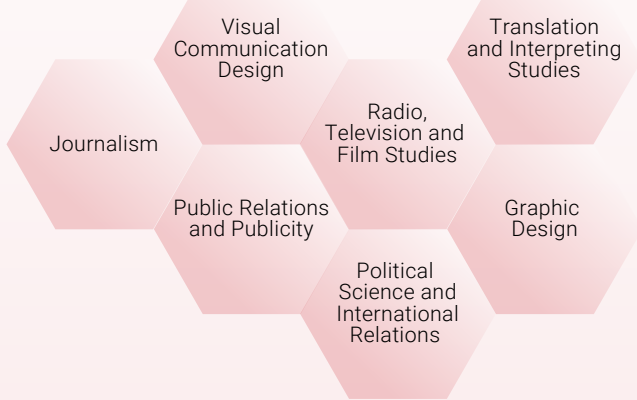 Visual
Communication
Design
Translation
and Interpreting
Studies
Journalism
Radio,
Television and
Film Studies
Public Relations
and Publicity
Graphic
Design
Political
Science and
International
Relations